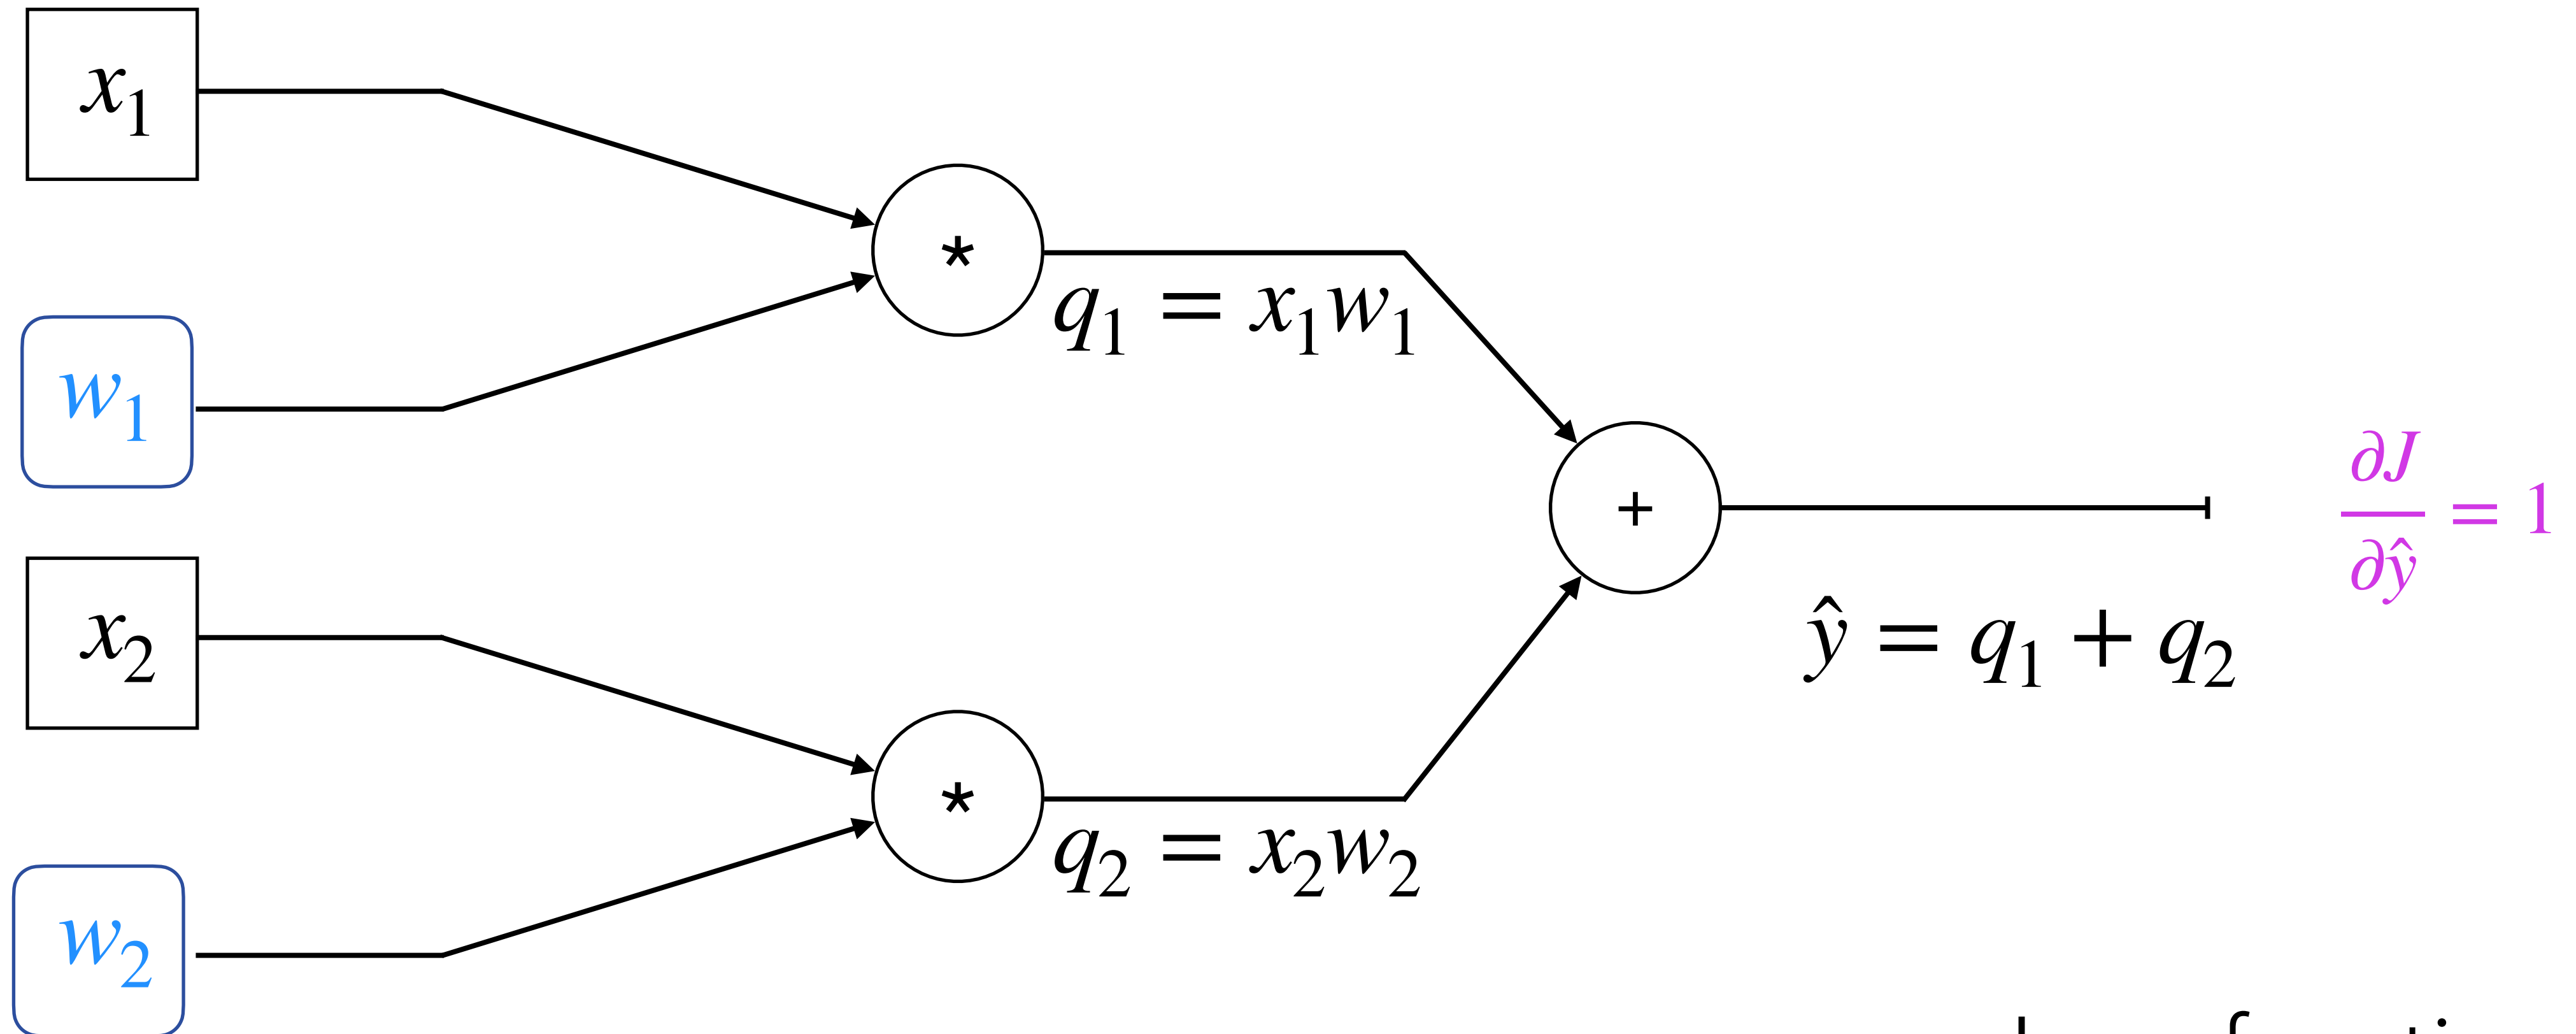 x₁
*
q₁ = x₁w₁
w₁
∂J/∂ŷ = 1
+
x₂
ŷ = q₁ + q₂
*
q₂ = x₂w₂
w₂